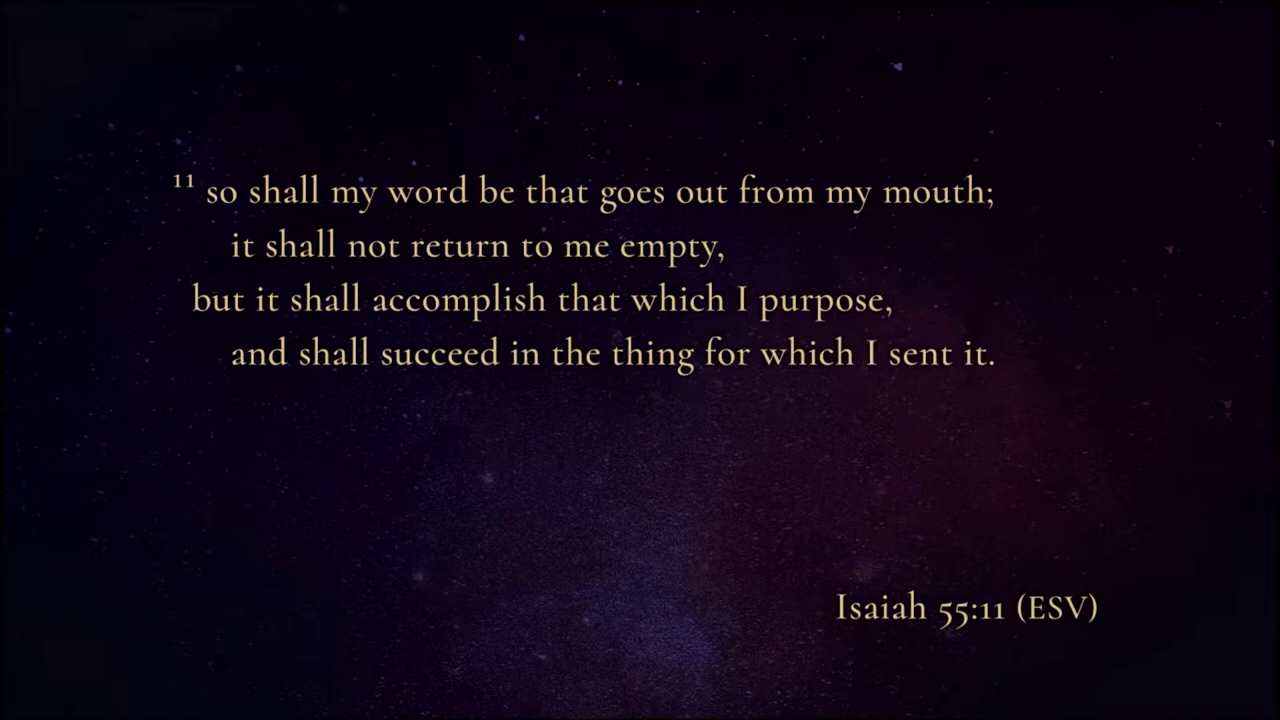 11 so shall my word be that goes out from my mouth;
it shall not return to me empty,
but it shall accomplish that which I purpose,
and shall succeed in the thing for which I sent it.
Isaiah 55:11 (ESV)